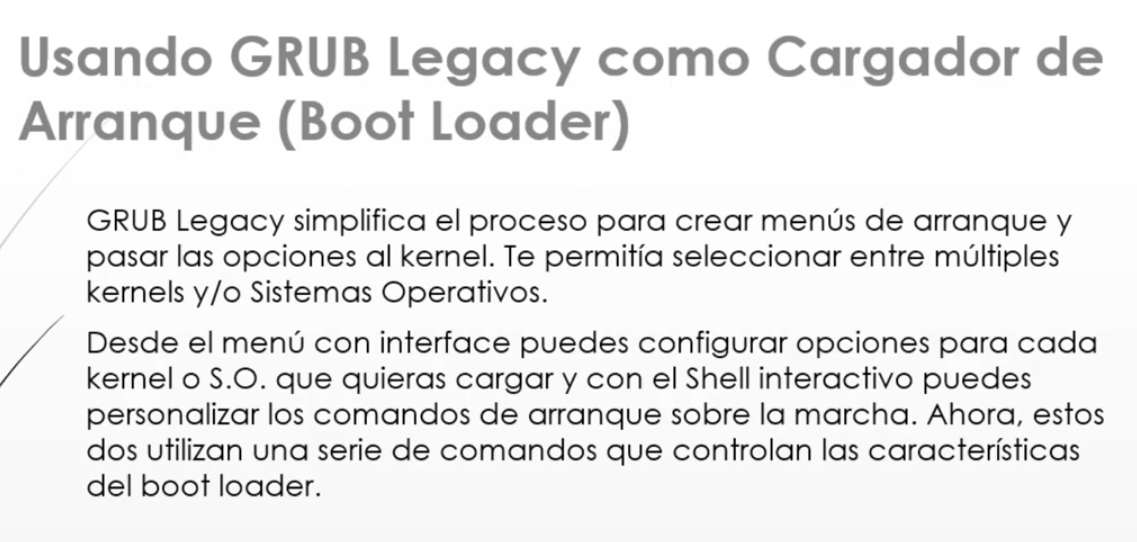 Usando GRUB Legacy como Cargador de
Arranque (Boot Loader)
GRUB Legacy simplifica el proceso para crear menús de arranque y
pasar las opciones al kernel. Te permitía seleccionar entre múltiples
kernels y/o Sistemas Operativos.
Desde el menú con interface puedes configurar opciones para cada
kernel o S.O. que quieras cargar y con el Shell interactivo puedes
personalizar los comandos de arranque sobre la marcha. Ahora, estos
dos utilizan una serie de comandos que controlan las características
del boot loader.